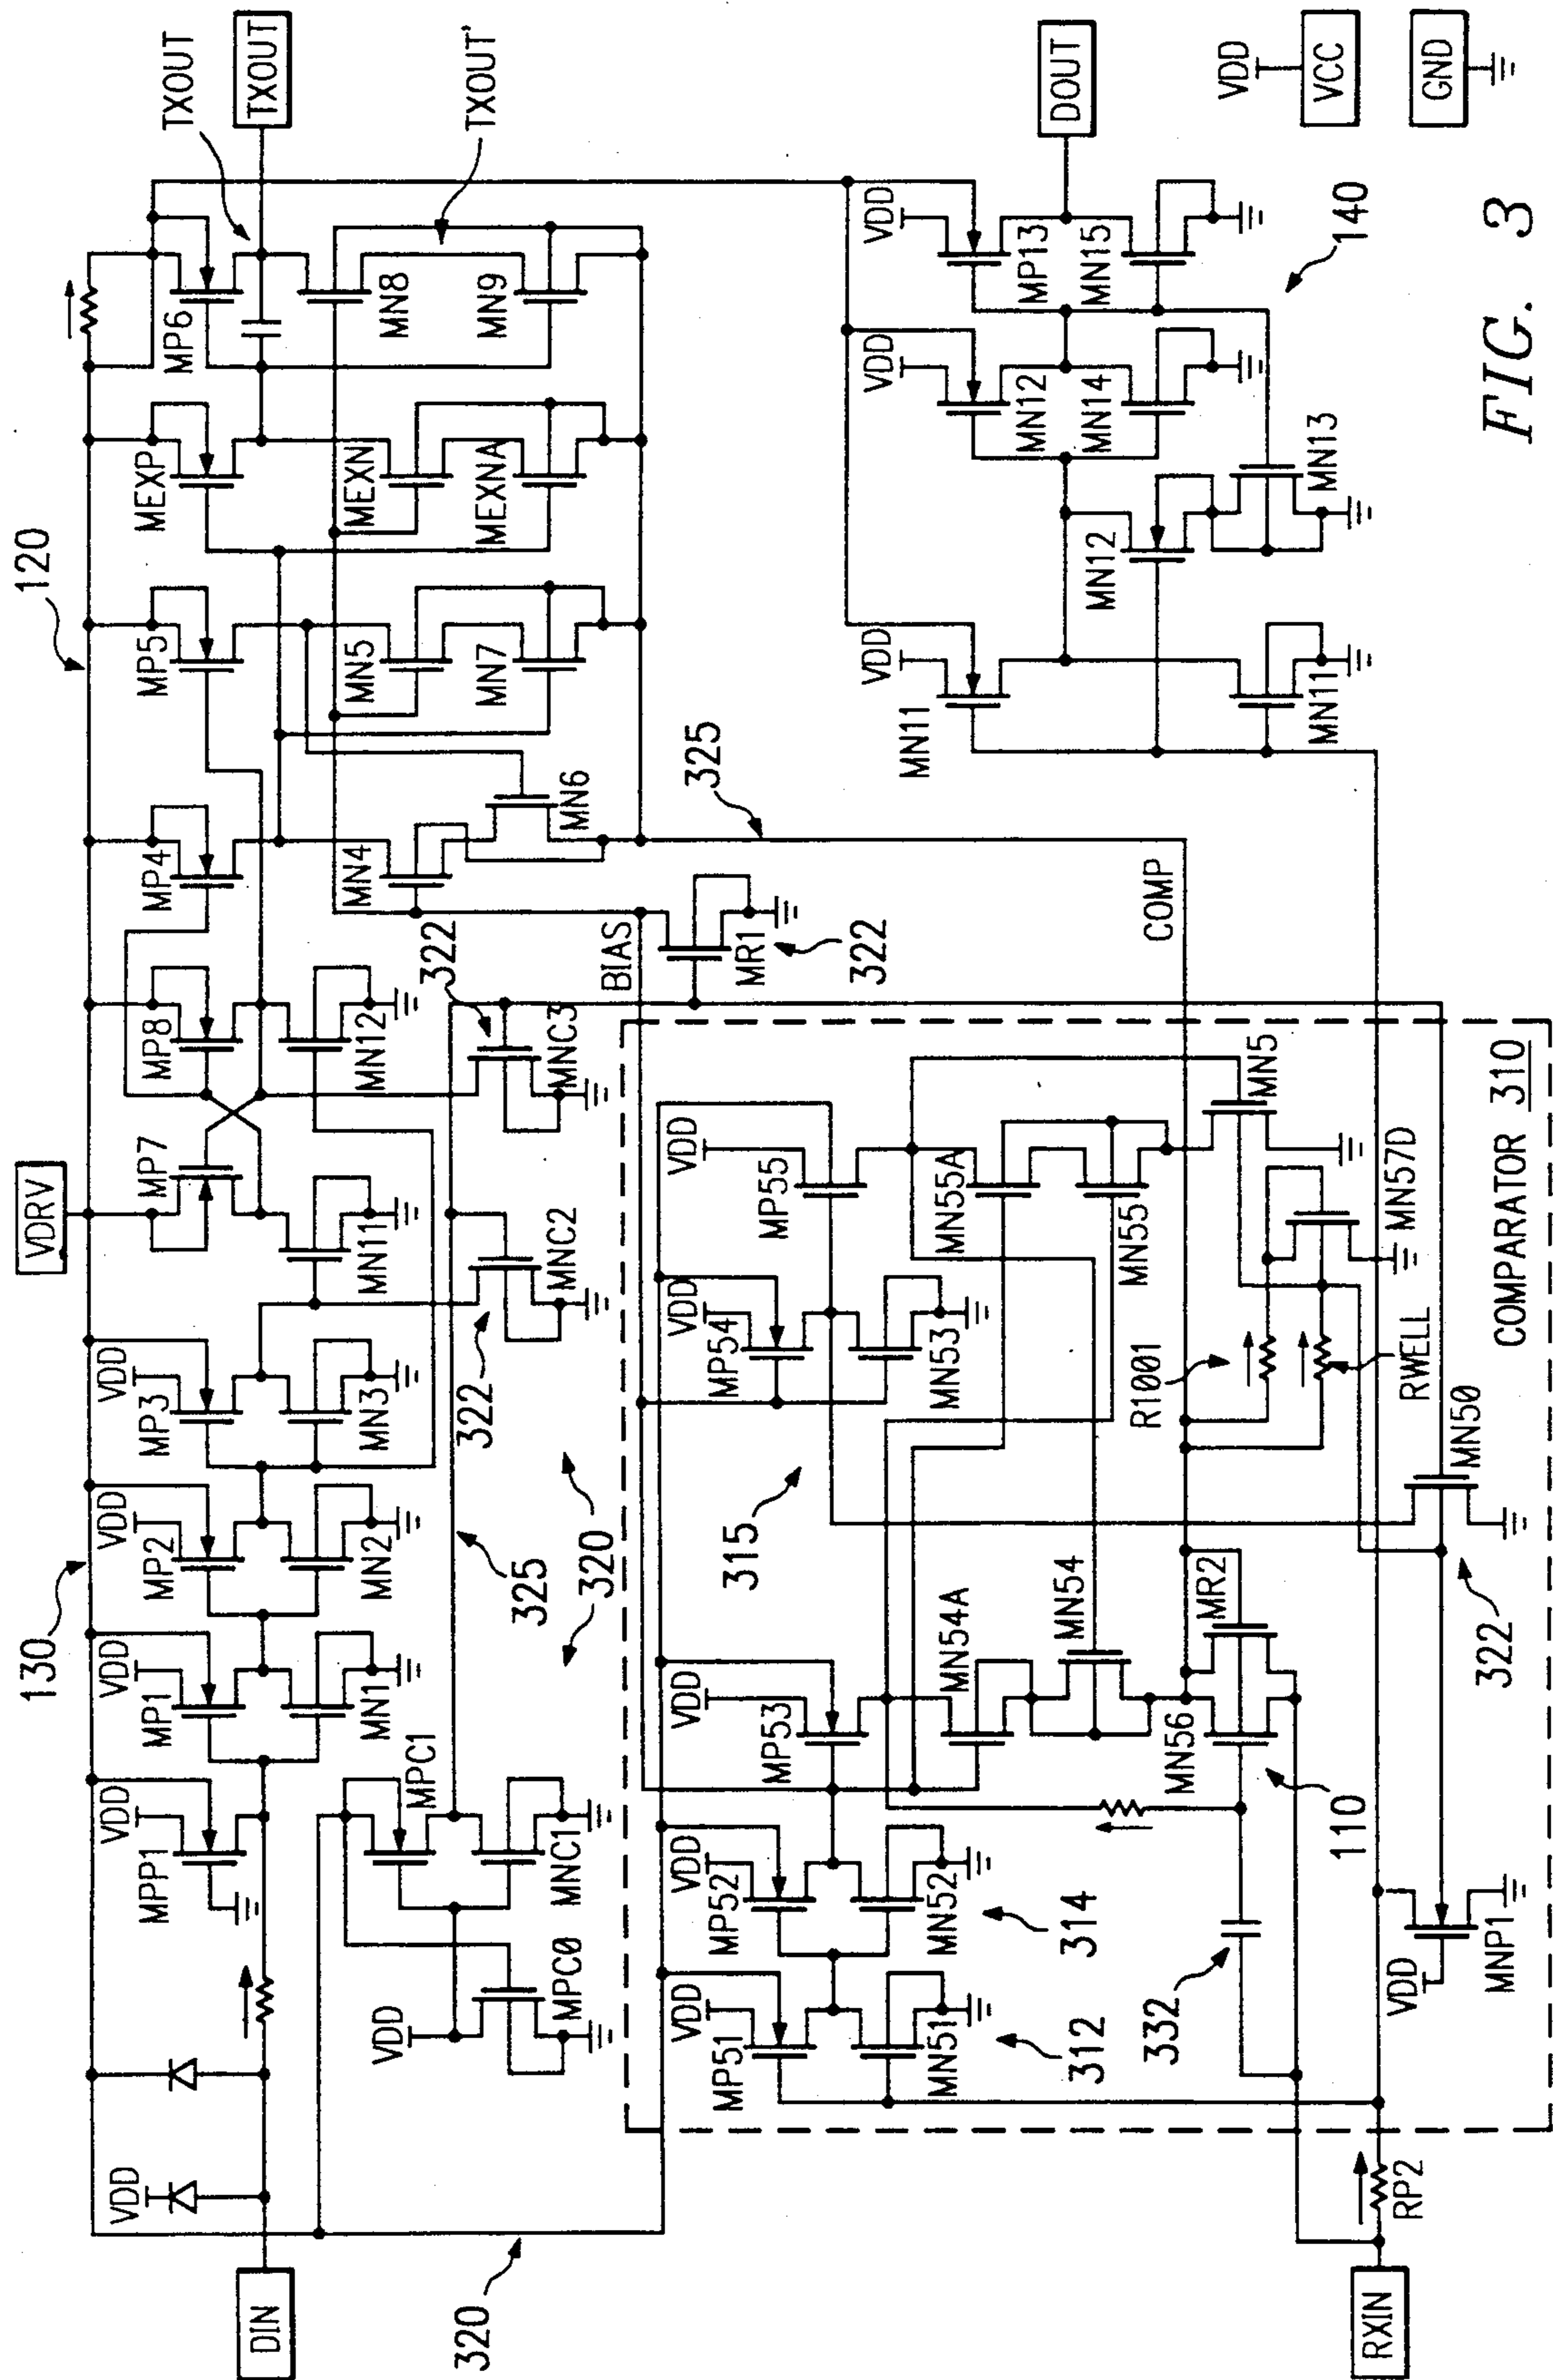 VDRV
120
130
TXOUT
TXOUT
TXOUT'
DIN
VDD
VDD
MPP1
VDD
MP1
MN1
VDD
MP2
MN2
VDD
MP3
MN3
MP7
MN11
MP8
MN12
MP4
MN4
MN6
MP5
MN5
MN7
MEXP
MEXN
MEXNA
MP6
MN8
MN9
VDD
MPC0
MPC1
MNC1
325
320
322
MNC2
322
MNC3
BIAS
MR1
322
325
COMP
320
VDD
MP51
MN51
312
VDD
MP52
MN52
314
VDD
MP53
MN54A
MN54
MN56
MR2
110
332
315
VDD
MP54
MN53
VDD
MP55
MN55A
MN55
MN5
R1001
RWELL
MN57D
MN50
322
VDD
MNP1
COMPARATOR 310
RXIN
RP2
VDD
MN11
MN11
MN12
MN13
VDD
MN12
MN14
VDD
MP13
MN15
DOUT
140
VDD
VCC
GND
FIG. 3